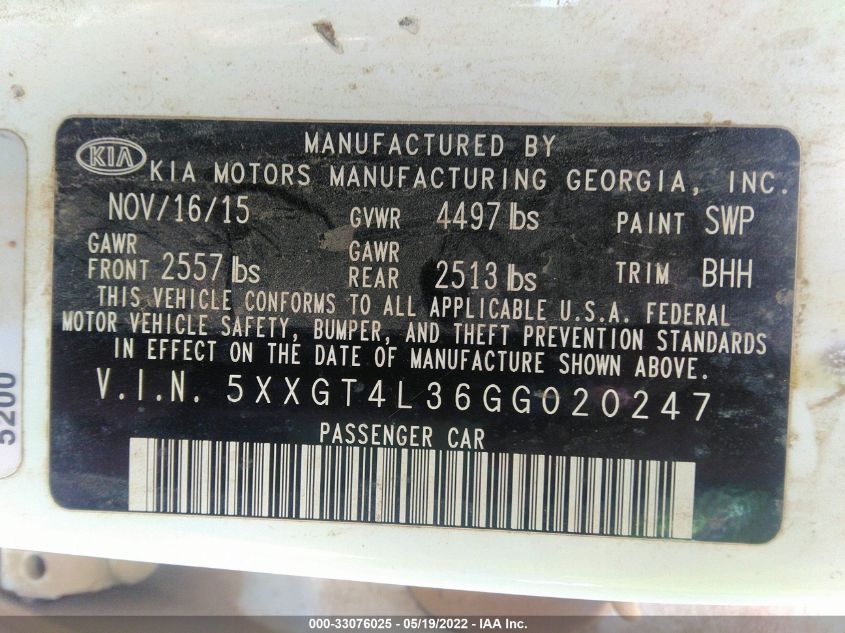 MANUFACTURED BY
KIA
KIA MOTORS MANUFACTURING GEORGIA, INC.
NOV/16/15 GVWR 4497 lbs PAINT SWP
GAWR FRONT 2557 lbs GAWR REAR 2513 lbs TRIM BHH
THIS VEHICLE CONFORMS TO ALL APPLICABLE U.S.A. FEDERAL
MOTOR VEHICLE SAFETY, BUMPER, AND THEFT PREVENTION STANDARDS
IN EFFECT ON THE DATE OF MANUFACTURE SHOWN ABOVE.
V.I.N. 5XXGT4L36GG020247
PASSENGER CAR
5200
000-33076025 - 05/19/2022 - IAA Inc.